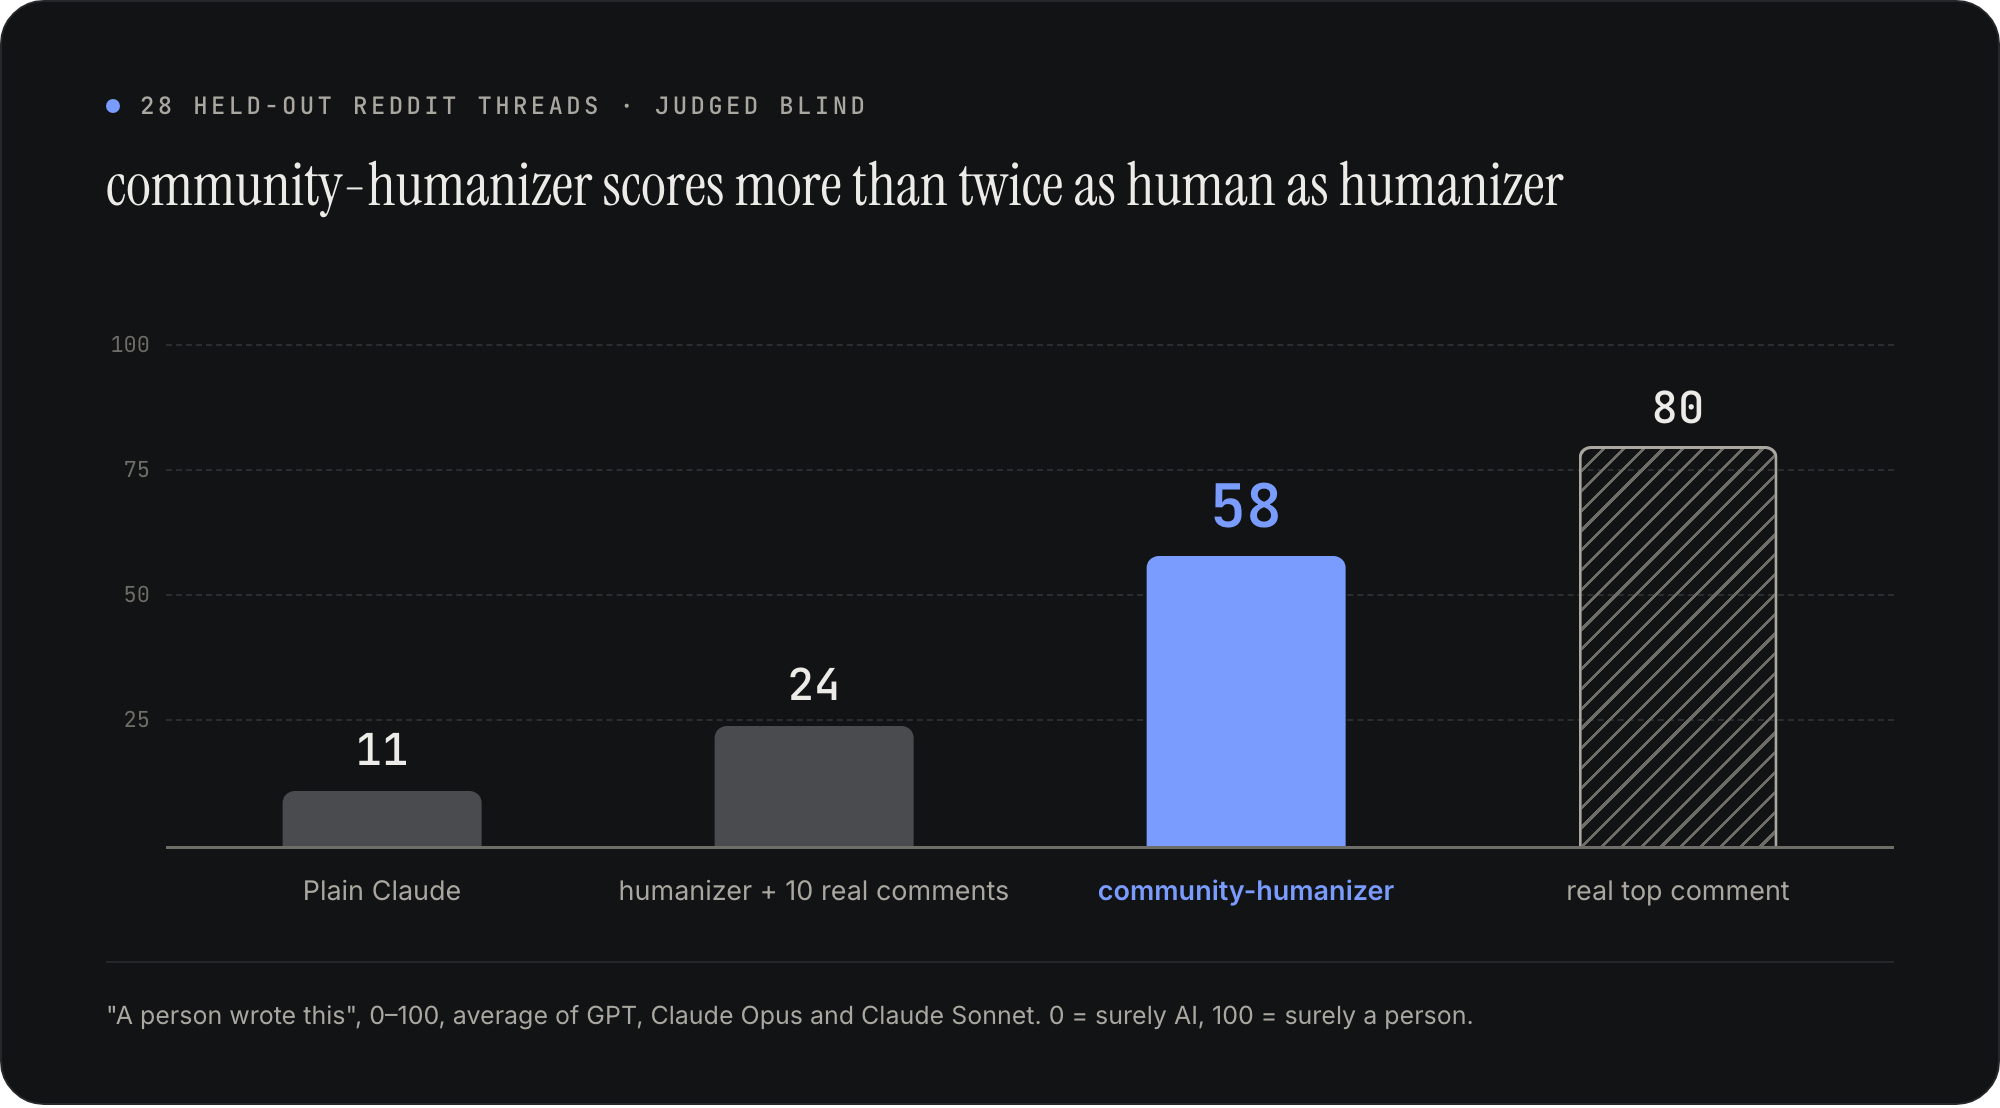 28 HELD-OUT REDDIT THREADS · JUDGED BLIND
community-humanizer scores more than twice as human as humanizer
100
75
50
25
11
24
58
80
Plain Claude
humanizer + 10 real comments
community-humanizer
real top comment
"A person wrote this", 0–100, average of GPT, Claude Opus and Claude Sonnet. 0 = surely AI, 100 = surely a person.